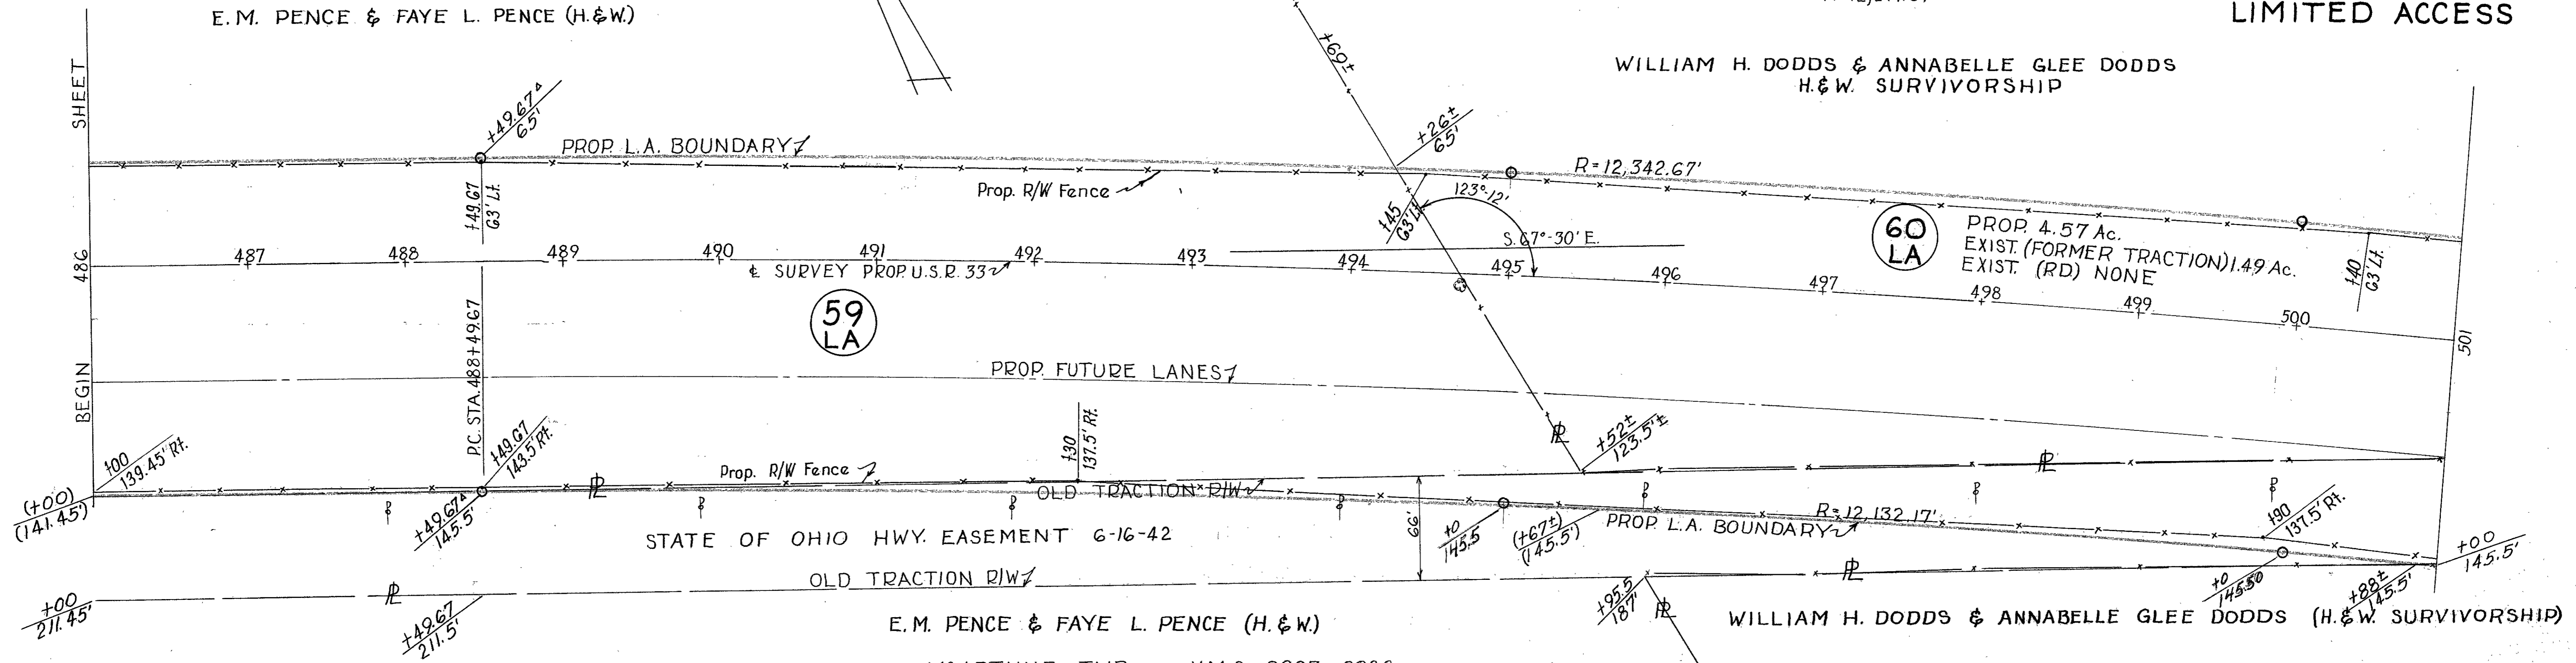 E.M. PENCE & FAYE L. PENCE (H.&W.)
LIMITED ACCESS
WILLIAM H. DODDS & ANNABELLE GLEE DODDS
H.&W. SURVIVORSHIP
SHEET
BEGIN
486
+69±
+49.67
65'
PROP. L.A. BOUNDARY
+26±
65'
R=12,342.67'
Prop. R/W Fence
+49.67
63' Lt.
+45
63' Lt.
123°-12'
S.67°-30' E.
60
LA
PROP. 4.57 Ac.
EXIST. (FORMER TRACTION) 1.49 Ac.
EXIST. (RD) NONE
+40
63' Lt.
487
488
489
490
491
492
493
494
495
496
497
498
499
500
501
℄ SURVEY PROP. U.S.R. 33
59
LA
P.C. STA. 488+49.67
PROP. FUTURE LANES
+00
139.45' Rt.
(+00)
(141.45')
+49.67
143.5' Rt.
+49.67
145.5'
Prop. R/W Fence
+30
137.5' Rt.
OLD TRACTION R/W
+52±
123.5'±
66'
+0
145.5
(+67±)
(145.5')
PROP. L.A. BOUNDARY
R=12,132.17'
+90
137.5' Rt.
+00
145.5'
STATE OF OHIO HWY. EASEMENT 6-16-42
OLD TRACTION R/W
+00
211.45'
+49.67
211.5'
+95.5
187'
+0
145.50
+88±
145.5'
E.M. PENCE & FAYE L. PENCE (H.&W.)
WILLIAM H. DODDS & ANNABELLE GLEE DODDS (H.&W. SURVIVORSHIP)